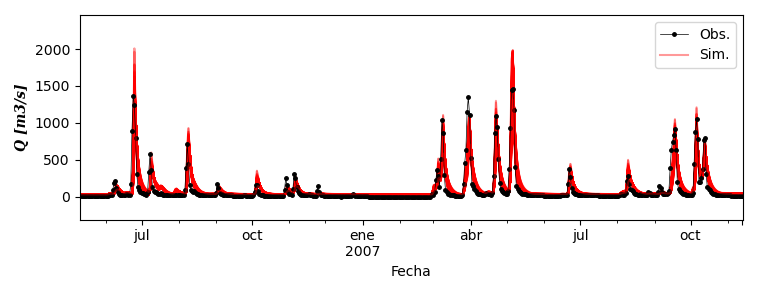 Obs.
Sim.
Q [m3/s]
2000
1500
1000
500
0
jul
oct
ene
2007
abr
jul
oct
Fecha